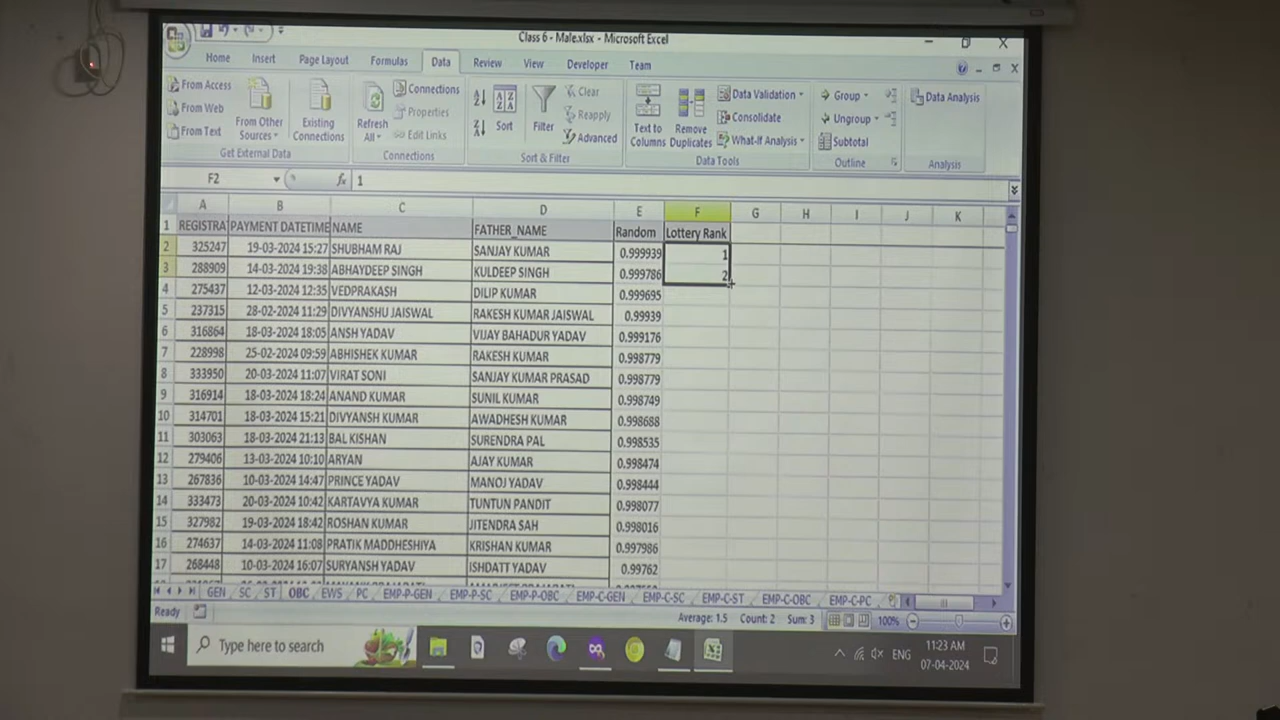 Class 6 - Male.xlsx - Microsoft Excel
Home Insert Page Layout Formulas Data Review View Developer Team
From Access
From Web
From Text
From Other Sources
Existing Connections
Get External Data
Refresh All
Connections
Properties
Edit Links
Connections
Sort
Filter
Clear
Reapply
Advanced
Sort & Filter
Text to Columns
Remove Duplicates
Data Validation
Consolidate
What-If Analysis
Data Tools
Group
Ungroup
Subtotal
Outline
Data Analysis
Analysis
F2 fx 1
A B C D E F G H I J K
1 REGISTRA PAYMENT DATETIME NAME FATHER_NAME Random Lottery Rank
2 325247 19-03-2024 15:27 SHUBHAM RAJ SANJAY KUMAR 0.999939 1
3 288909 14-03-2024 19:38 ABHAYDEEP SINGH KULDEEP SINGH 0.999786 2
4 275437 12-03-2024 12:35 VEDPRAKASH DILIP KUMAR 0.999695
5 237315 28-02-2024 11:29 DIVYANSHU JAISWAL RAKESH KUMAR JAISWAL 0.99939
6 316864 18-03-2024 18:05 ANSH YADAV VIJAY BAHADUR YADAV 0.999176
7 228998 25-02-2024 09:59 ABHISHEK KUMAR RAKESH KUMAR 0.998779
8 333950 20-03-2024 11:07 VIRAT SONI SANJAY KUMAR PRASAD 0.998779
9 316914 18-03-2024 18:24 ANAND KUMAR SUNIL KUMAR 0.998749
10 314701 18-03-2024 15:21 DIVYANSH KUMAR AWADHESH KUMAR 0.998688
11 303063 18-03-2024 21:13 BAL KISHAN SURENDRA PAL 0.998535
12 279406 13-03-2024 10:10 ARYAN AJAY KUMAR 0.998474
13 267836 10-03-2024 14:47 PRINCE YADAV MANOJ YADAV 0.998444
14 333473 20-03-2024 10:42 KARTAVYA KUMAR TUNTUN PANDIT 0.998077
15 327982 19-03-2024 18:42 ROSHAN KUMAR JITENDRA SAH 0.998016
16 274637 14-03-2024 11:08 PRATIK MADDHESHIYA KRISHAN KUMAR 0.997986
17 268448 10-03-2024 16:07 SURYANSH YADAV ISHDATT YADAV 0.99762
GEN SC ST OBC EWS PC EMP-P-GEN EMP-P-SC EMP-P-OBC EMP-C-GEN EMP-C-SC EMP-C-ST EMP-C-OBC EMP-C-PC
Ready Average: 1.5 Count: 2 Sum: 3 100%
Type here to search
ENG
11:23 AM
07-04-2024